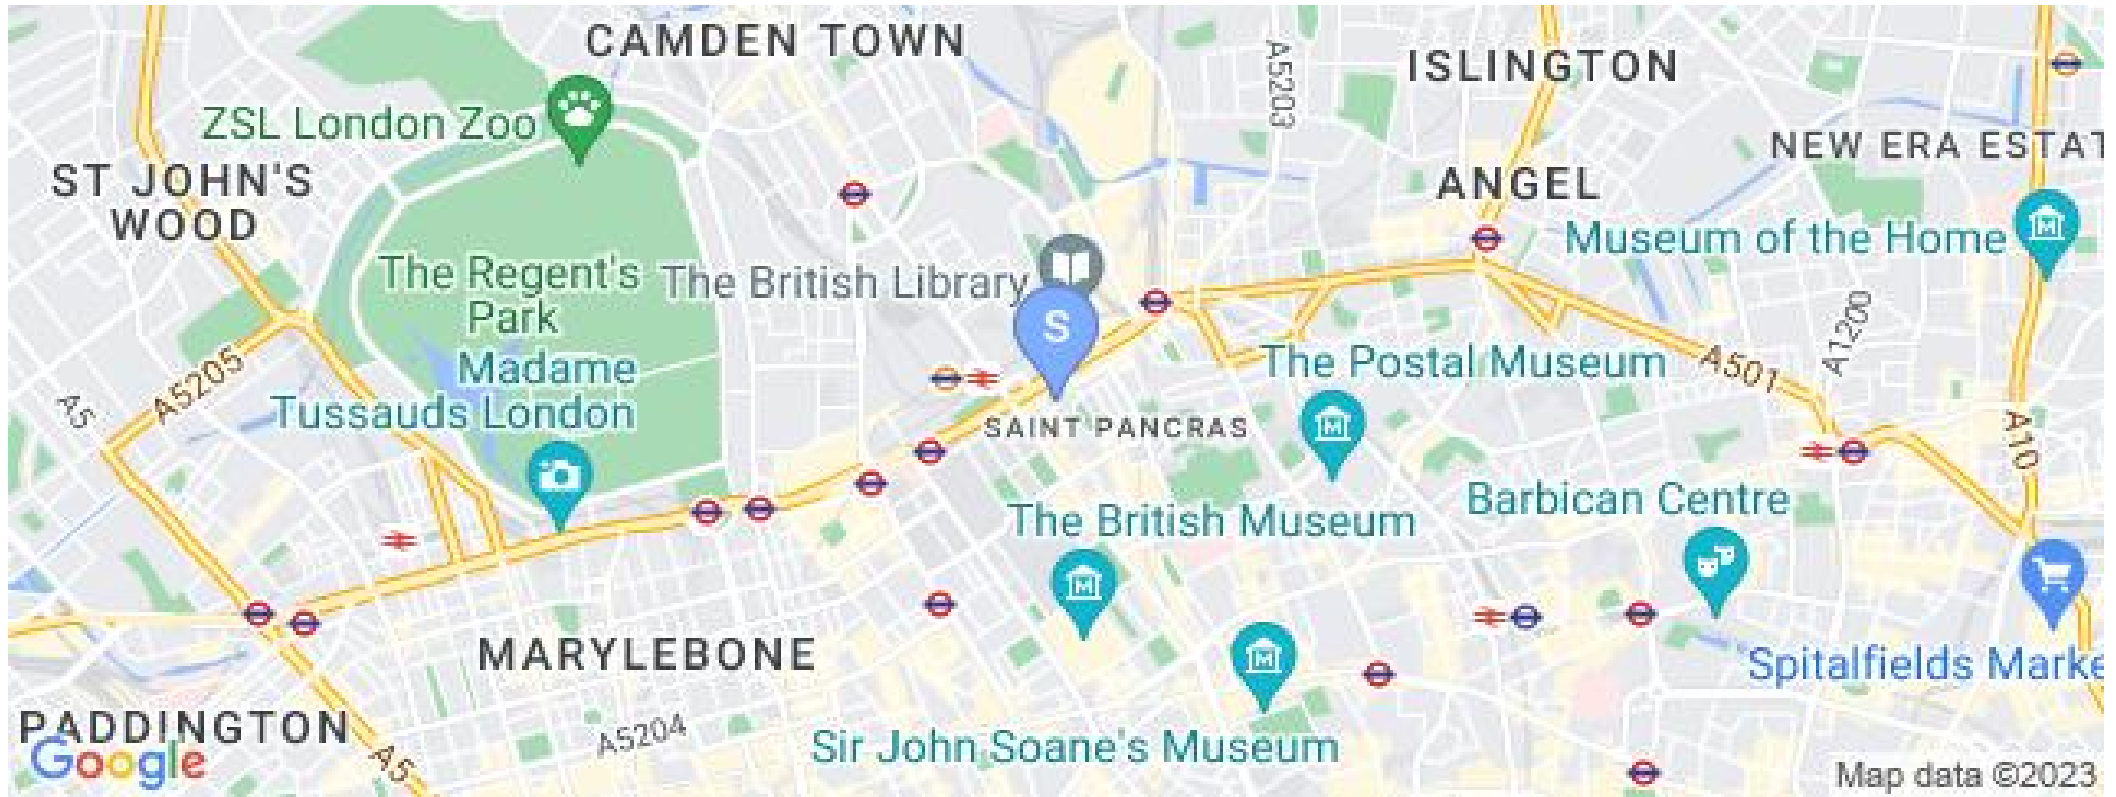 CAMDEN TOWN
A5203
ISLINGTON
ZSL London Zoo
NEW ERA ESTAT
ST JOHN'S
WOOD
ANGEL
Museum of the Home
The Regent's
Park
The British Library
S
A1200
Madame
Tussauds London
A5205
A5
The Postal Museum
A501
SAINT PANCRAS
A10
The British Museum
Barbican Centre
MARYLEBONE
Spitalfields Marke
PADDINGTON
A5204
Sir John Soane's Museum
A5
Google
Map data ©2023